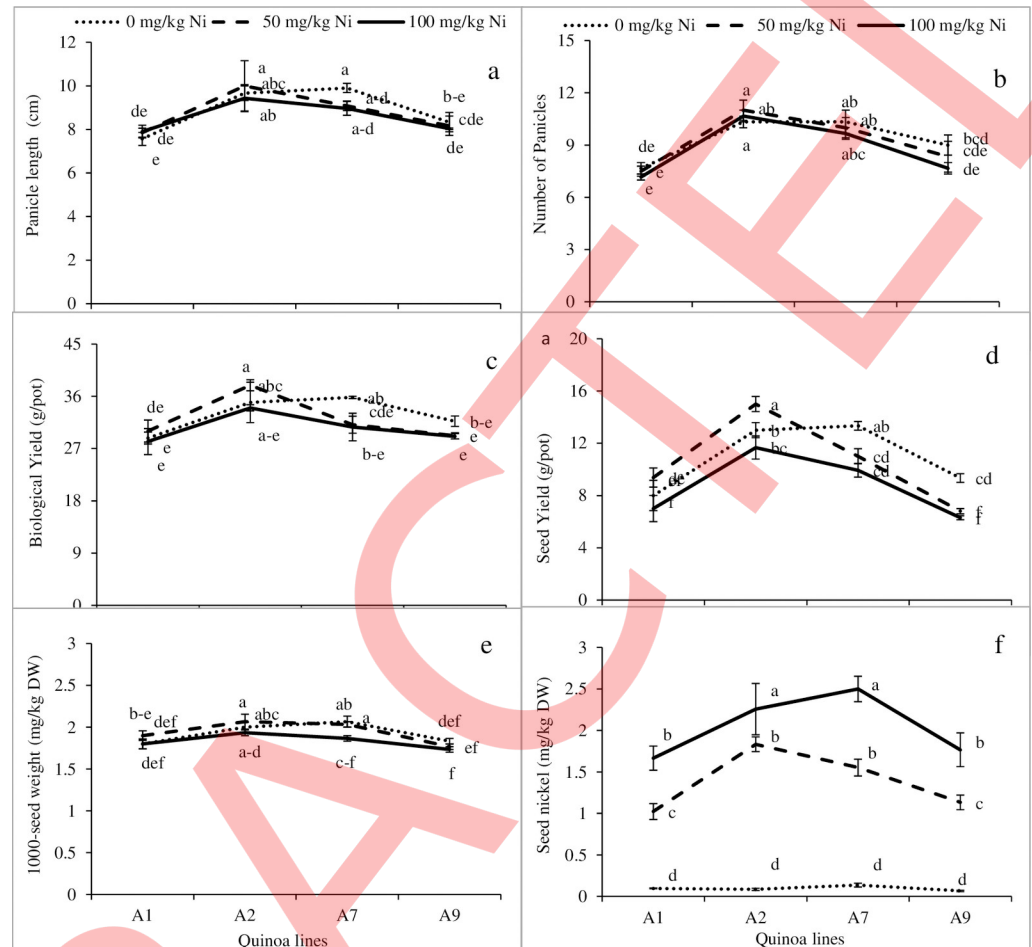 0 mg/kg Ni 50 mg/kg Ni 100 mg/kg Ni
a
Panicle length (cm)
12
10
8
6
4
2
0
de
de
e
a
abc
ab
a
a-d
a-d
b-e
cde
de
0 mg/kg Ni 50 mg/kg Ni 100 mg/kg Ni
b
Number of Panicles
15
12
9
6
3
0
de
e
e
a
ab
a
ab
ab
abc
bcd
cde
de
c
Biological Yield (g/pot)
45
36
27
18
9
0
de
e
e
a
abc
a-e
ab
cde
b-e
b-e
e
e
a
d
Seed Yield (g/pot)
20
16
12
8
4
0
a
b
bc
ab
cd
cd
cd
f
f
e
1000-seed weight (mg/kg DW)
3
2.5
2
1.5
1
0.5
0
b-e
def
def
a
abc
a-d
ab
a
c-f
def
ef
f
A1 A2 A7 A9
Quinoa lines
f
Seed nickel (mg/kg DW)
3
2.5
2
1.5
1
0.5
0
a
a
b
b
b
c
c
d
d
d
d
A1 A2 A7 A9
Quinoa lines